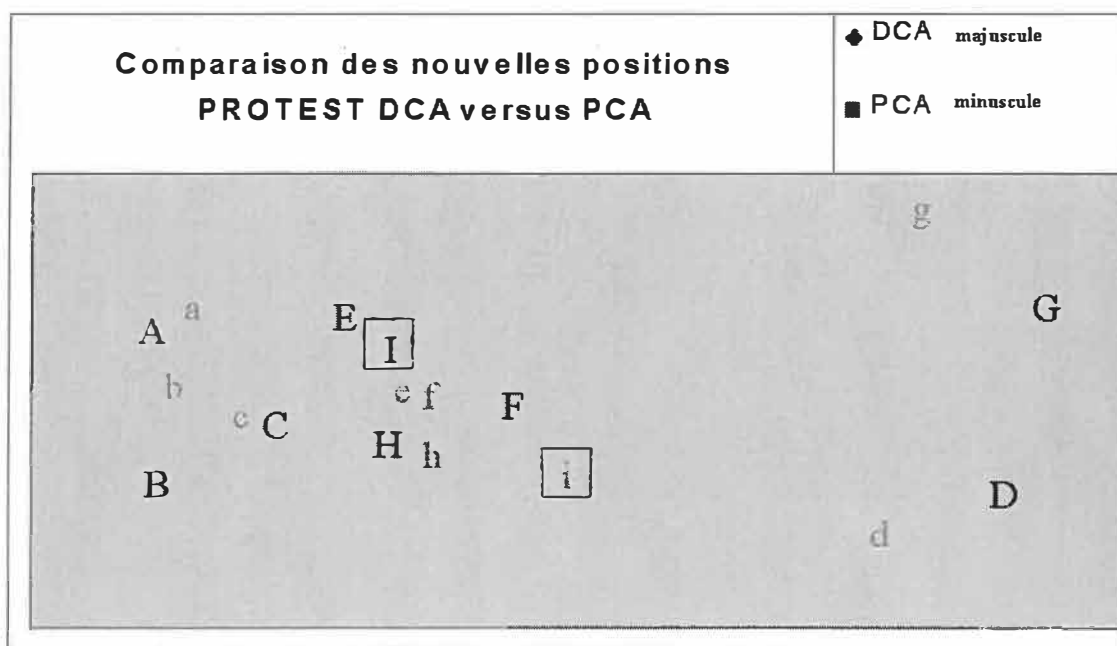 Comparaison des nouvelles positions
PROTEST DCA versus PCA
DCA majuscule
PCA minuscule
g
G
a
E
A
I
b
e f
F
c C
H h
B
i
D
d